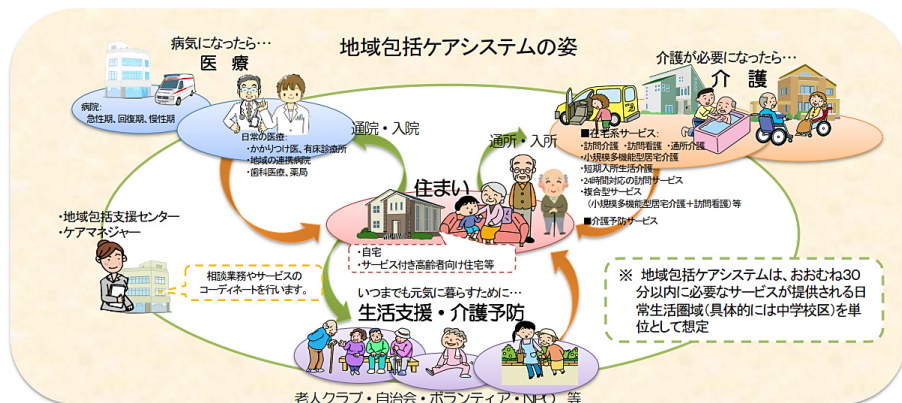 地域包括ケアシステムの姿
病気になったら…
医 療
病院:
急性期、回復期、慢性期
日常の医療:
・かかりつけ医、有床診療所
・地域の連携病院
・歯科医療、薬局
通院・入院
介護が必要になったら…
介 護
通所・入所
■在宅系サービス:
・訪問介護 ・訪問看護 ・通所介護
・小規模多機能型居宅介護
・短期入所生活介護
・24時間対応の訪問サービス
・複合型サービス
(小規模多機能型居宅介護+訪問看護)等
■介護予防サービス
住まい
・自宅
・サービス付き高齢者向け住宅等
・地域包括支援センター
・ケアマネジャー
相談業務やサービスの
コーディネートを行います。
いつまでも元気に暮らすために…
生活支援・介護予防
老人クラブ・自治会・ボランティア・NPO 等
※ 地域包括ケアシステムは、おおむね30
分以内に必要なサービスが提供される日
常生活圏域(具体的には中学校区)を単
位として想定